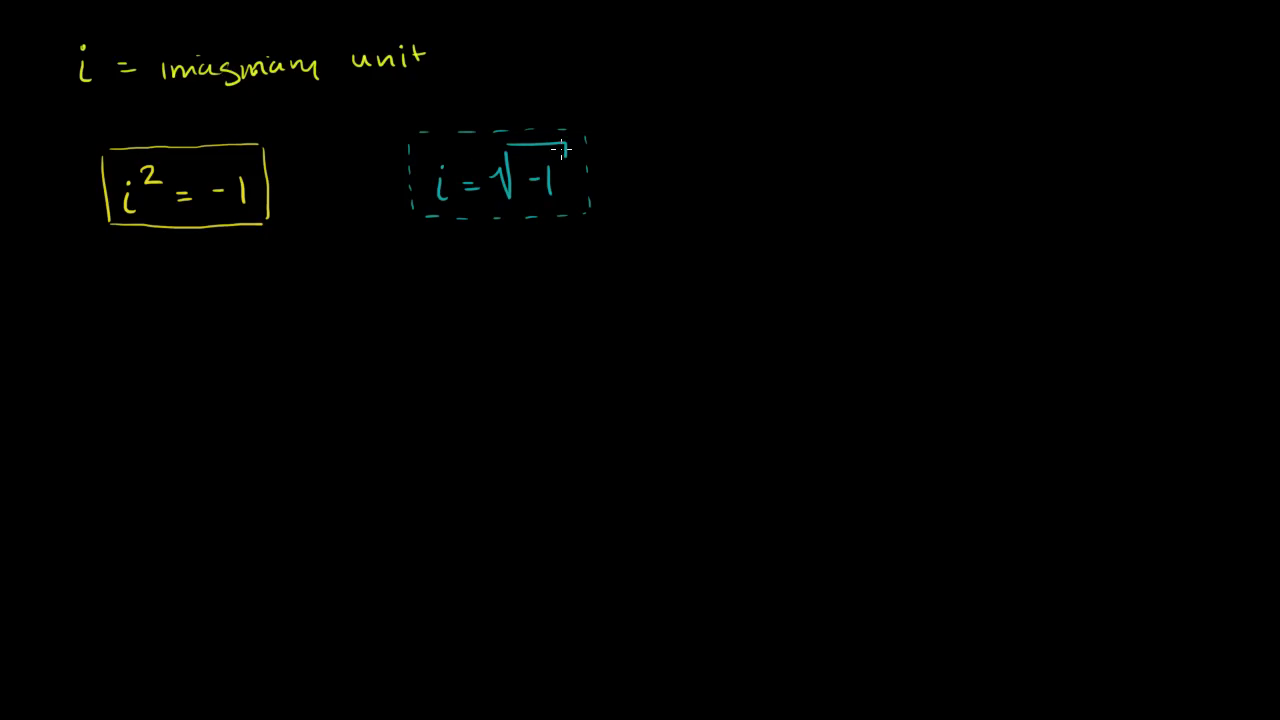 i = imaginary unit
i² = -1
i = √-1